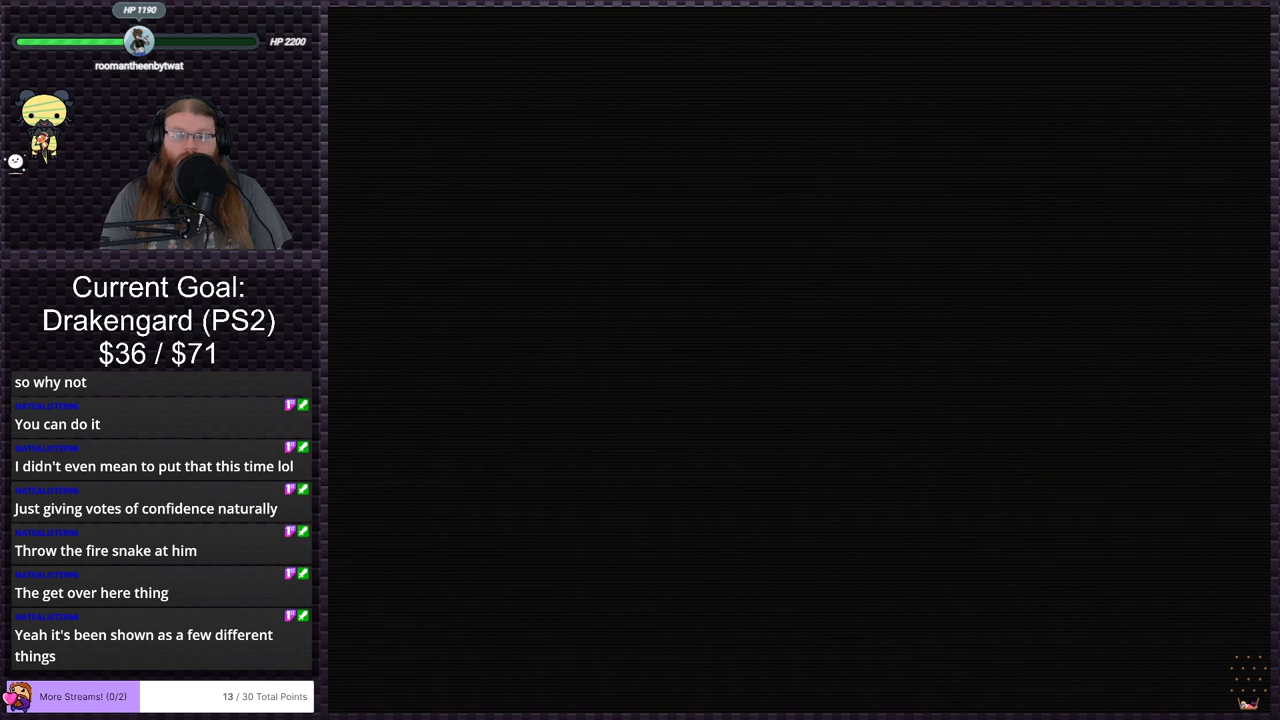 HP 1190
HP 2200
roomantheenbytwat
Current Goal:
Drakengard (PS2)
$36 / $71
so why not
You can do it
I didn't even mean to put that this time lol
Just giving votes of confidence naturally
Throw the fire snake at him
The get over here thing
Yeah it's been shown as a few different
things
More Streams! (0/2)
13 / 30 Total Points